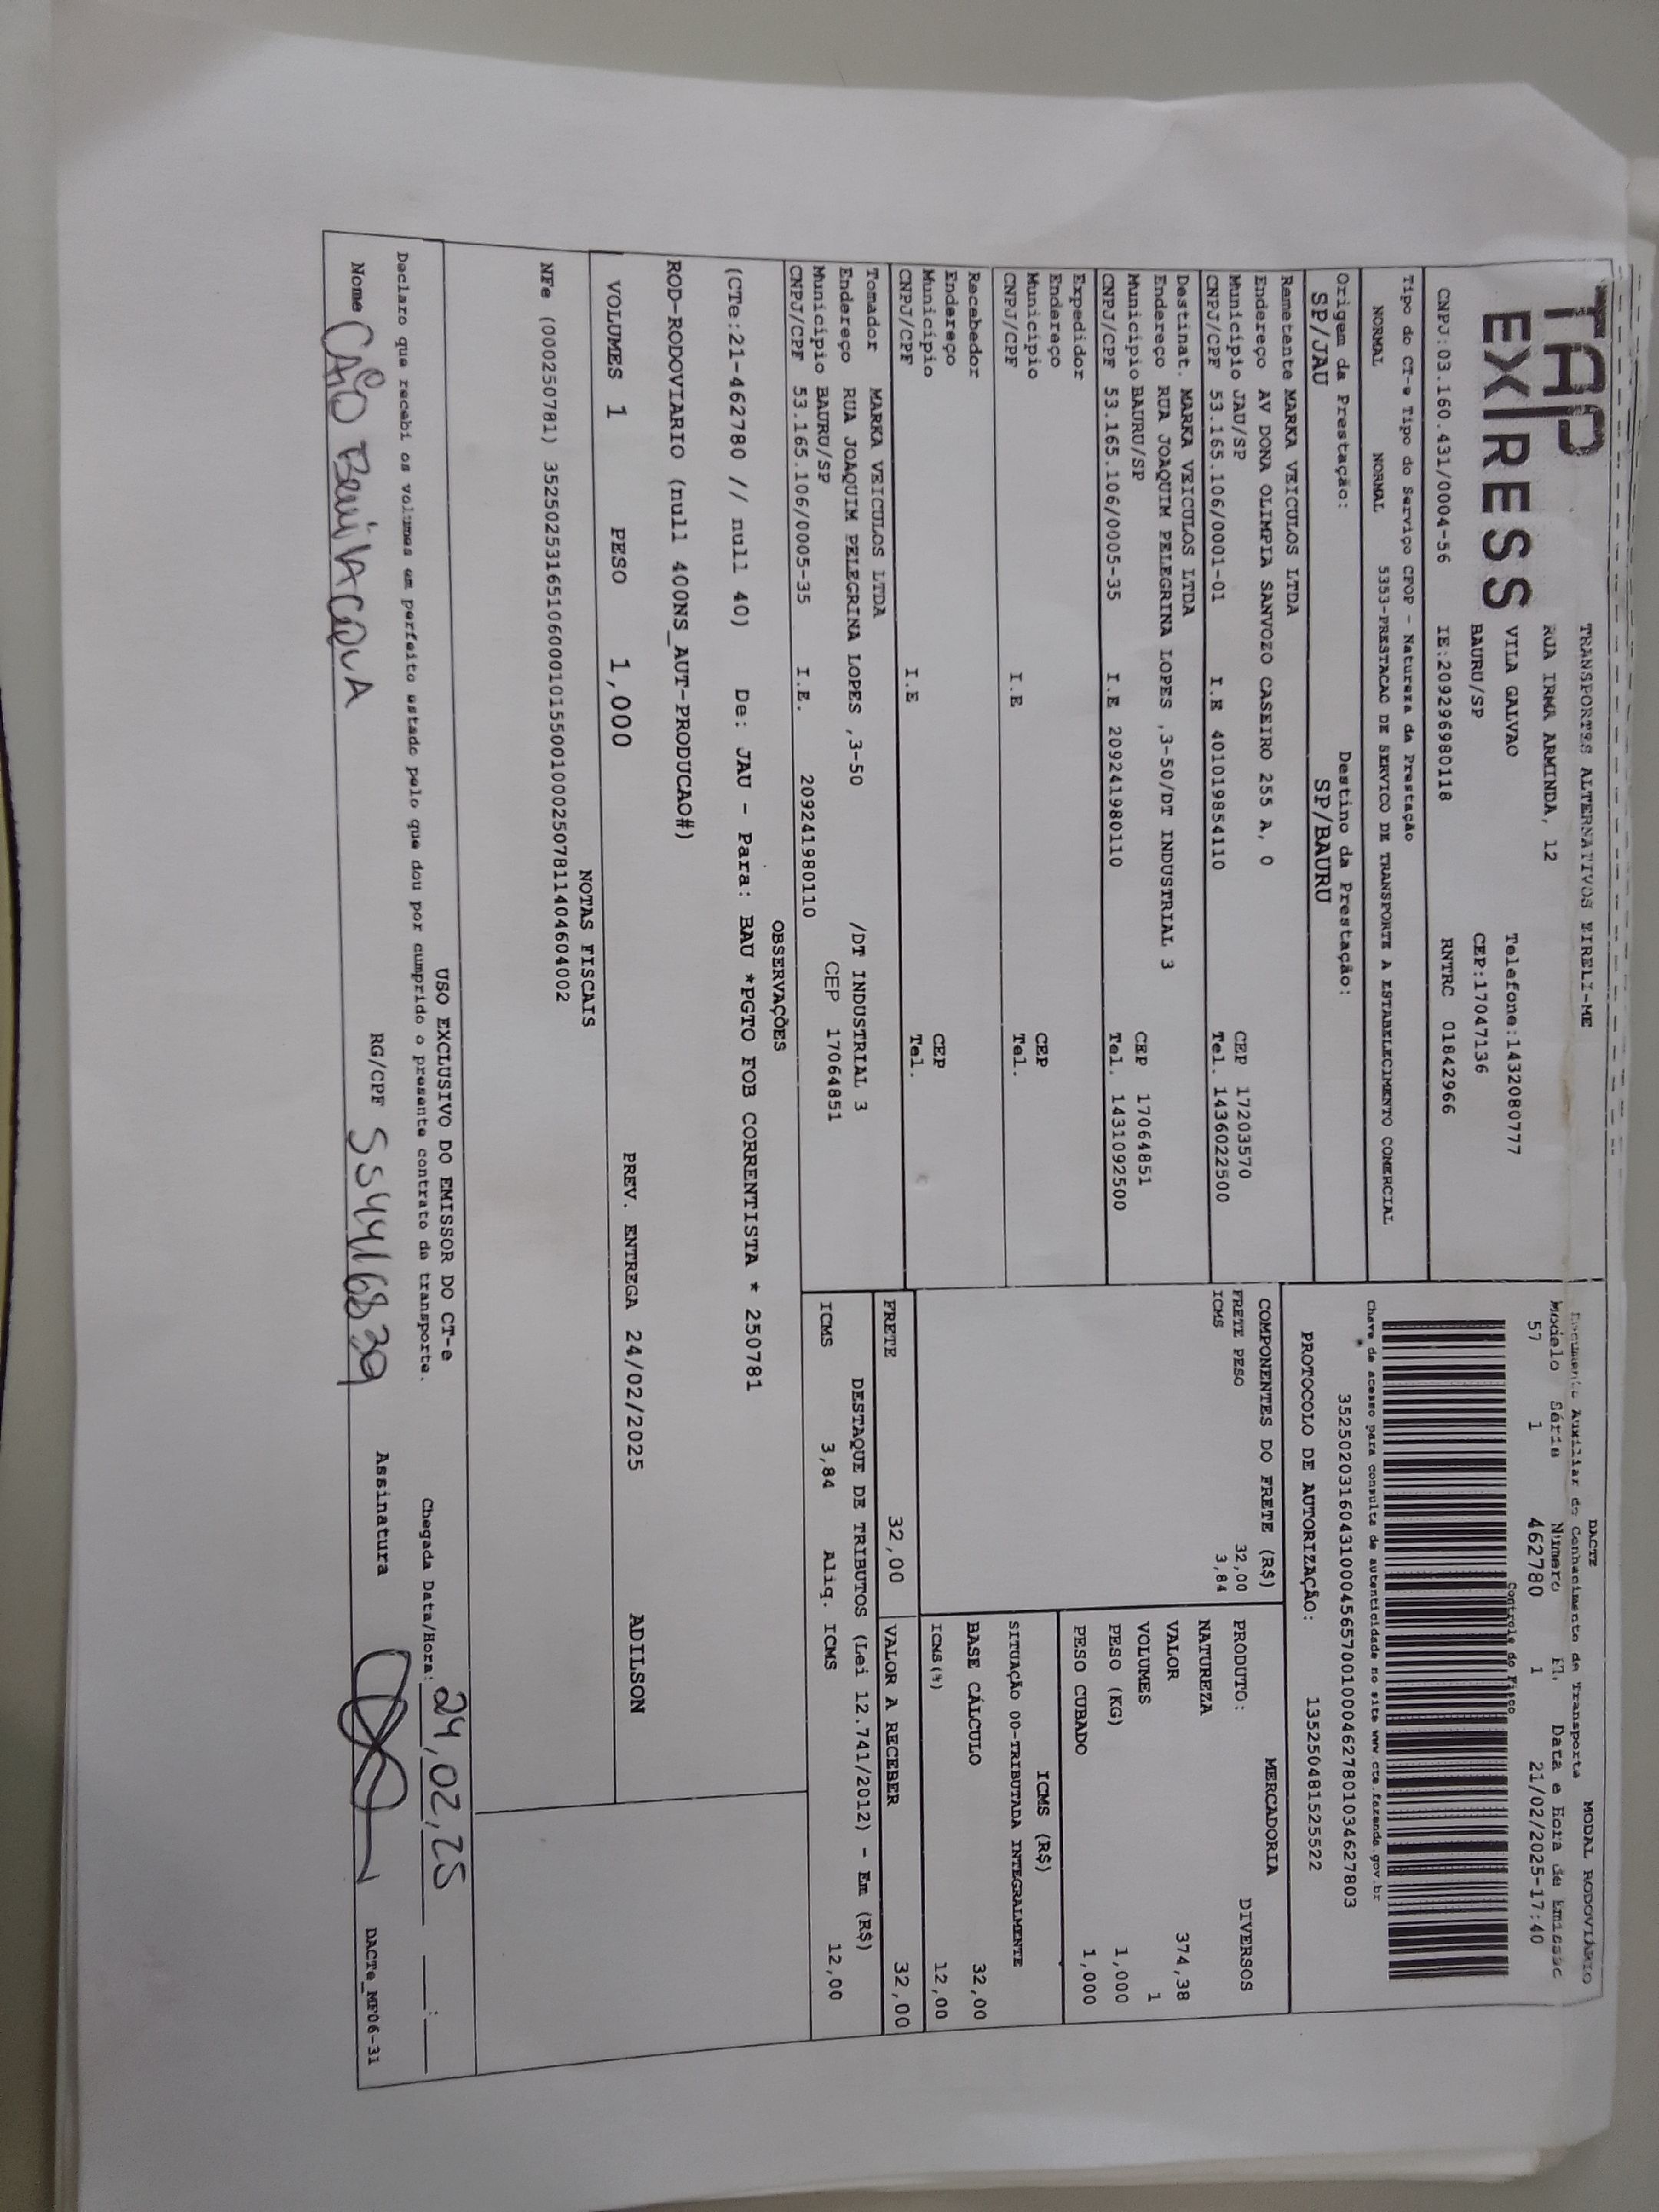 TAP
EX|RESS
TRANSPORTES ALTERNATIVOS EIRELI-ME
RUA IRMA ARMINDA, 12
VILA GALVAO Telefone:1432080777
BAURU/SP CEP:17047136
CNPJ:03.160.431/0004-56 IE:209296980118 RNTRC 01842966
DACTE MODAL RODOVIÁRIO
Documento Auxiliar do Conhecimento de Transporte
Modelo Série Número Fl. Data e Hora de Emissão
57 1 462780 1 21/02/2025-17:40
Controle do Fisco
Chave de acesso para consulta de autenticidade no site www.cte.fazenda.gov.br
35250203160431000456570010004627801034627803
PROTOCOLO DE AUTORIZAÇÃO: 135250481525522
Tipo do CT-e Tipo do Serviço CFOP - Natureza da Prestação
NORMAL NORMAL 5353-PRESTACAO DE SERVICO DE TRANSPORTE A ESTABELECIMENTO COMERCIAL
Origem da Prestação: Destino da Prestação:
SP/JAU SP/BAURU
Remetente MARKA VEICULOS LTDA
Endereço AV DONA OLIMPIA SANVOZO CASEIRO 255 A, 0
Município JAU/SP CEP 17203570
CNPJ/CPF 53.165.106/0001-01 I.E 401019854110 Tel. 1436022500
Destinat. MARKA VEICULOS LTDA
Endereço RUA JOAQUIM PELEGRINA LOPES ,3-50/DT INDUSTRIAL 3
Município BAURU/SP CEP 17064851
CNPJ/CPF 53.165.106/0005-35 I.E 209241980110 Tel. 1431092500
Expedidor
Endereço
Município CEP
CNPJ/CPF I.E Tel.
Recebedor
Endereço
Município CEP
CNPJ/CPF I.E Tel.
Tomador MARKA VEICULOS LTDA
Endereço RUA JOAQUIM PELEGRINA LOPES ,3-50 /DT INDUSTRIAL 3
Município BAURU/SP CEP 17064851
CNPJ/CPF 53.165.106/0005-35 I.E. 209241980110
COMPONENTES DO FRETE (R$)
FRETE PESO 32,00
ICMS 3,84
MERCADORIA
PRODUTO: DIVERSOS
NATUREZA
VALOR 374,38
VOLUMES 1
PESO (KG) 1,000
PESO CUBADO 1,000
ICMS (R$)
SITUAÇÃO 00-TRIBUTADA INTEGRALMENTE
BASE CÁLCULO 32,00
ICMS(%) 12,00
FRETE 32,00 VALOR A RECEBER 32,00
DESTAQUE DE TRIBUTOS (Lei 12.741/2012) - Em (R$)
ICMS 3,84 Aliq. ICMS 12,00
OBSERVAÇÕES
(CTe:21-462780 // null 40) De: JAU - Para: BAU *PGTO FOB CORRENTISTA * 250781
ROD-RODOVIARIO (null 400NS_AUT-PRODUCAO#)
VOLUMES 1 PESO 1,000 PREV. ENTREGA 24/02/2025 ADILSON
NOTAS FISCAIS
NFe (000250781) 35250253165106000101550010002507811404604002
USO EXCLUSIVO DO EMISSOR DO CT-e
Declaro que recebi os volumes em perfeito estado pelo que dou por cumprido o presente contrato de transporte. Chegada Data/Hora: 24,02,25 :
Nome CAIO BeviLACQUA RG/CPF 554416839 Assinatura DACTe_MF06-31